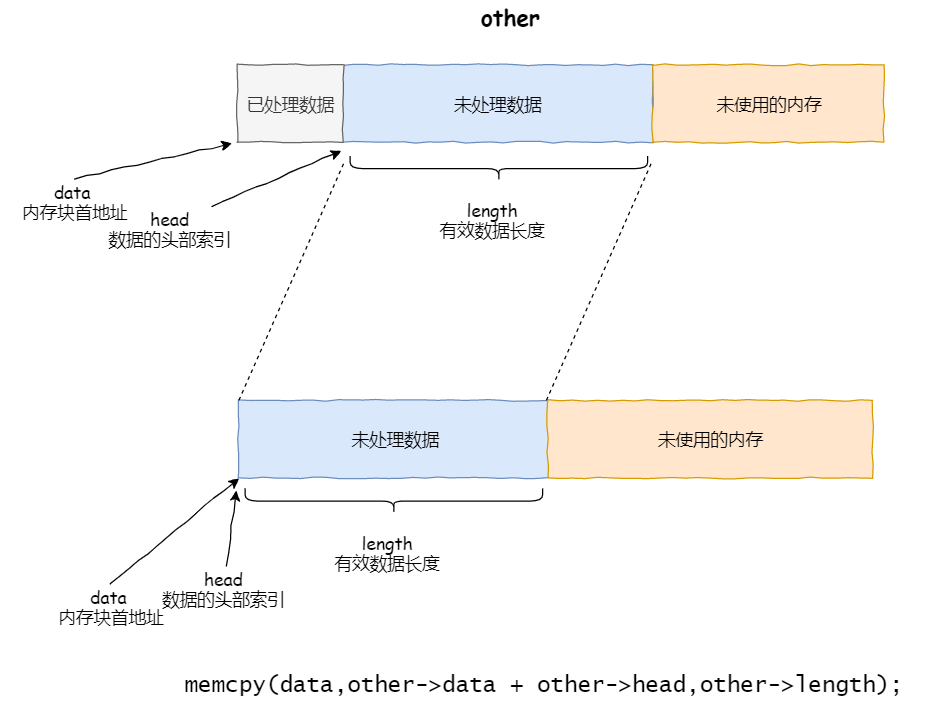 other
已处理数据
未处理数据
未使用的内存
data
内存块首地址
head
数据的头部索引
length
有效数据长度
未处理数据
未使用的内存
length
有效数据长度
data
内存块首地址
head
数据的头部索引
memcpy(data,other->data + other->head,other->length);